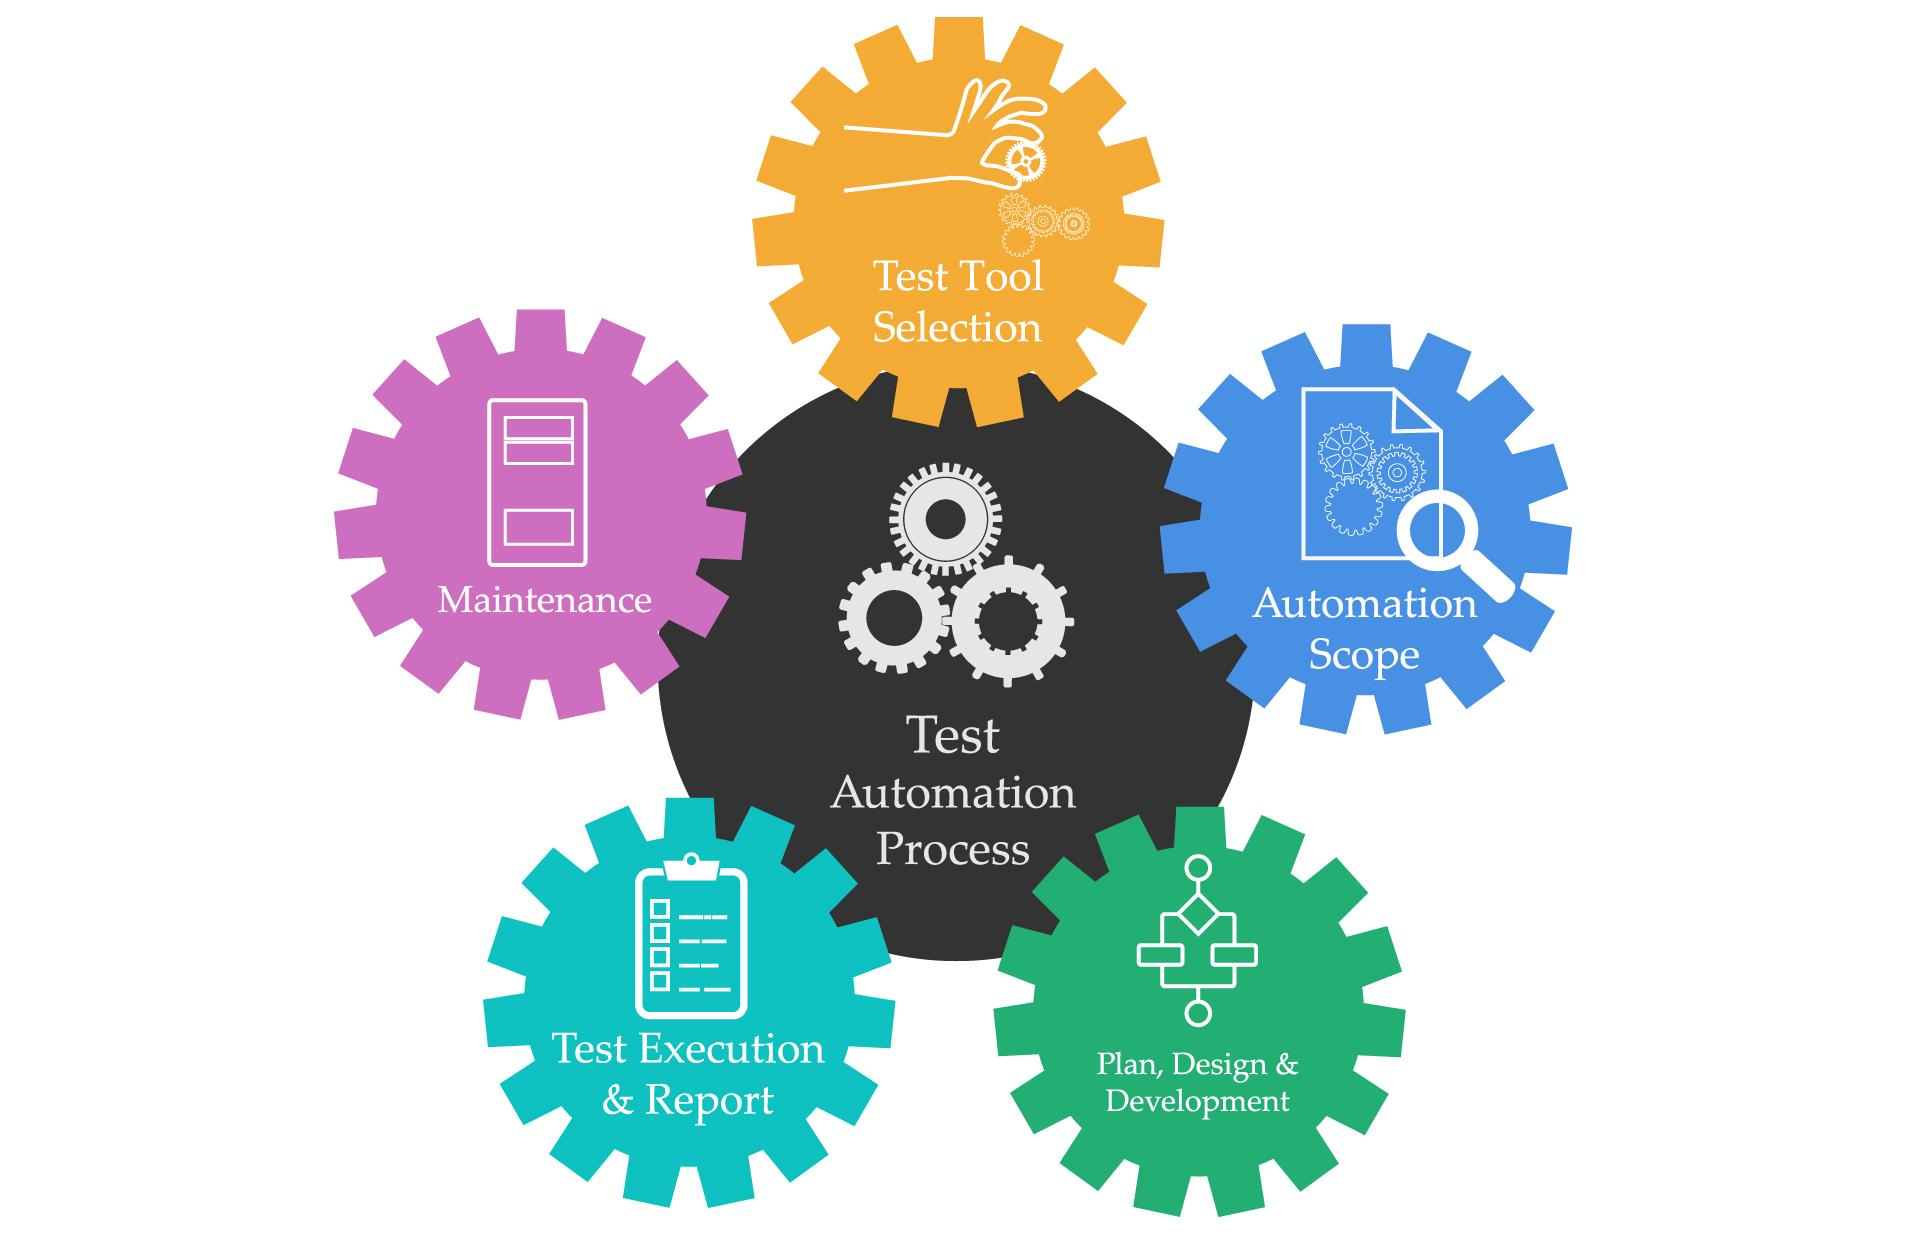 Test Tool
Selection
Automation
Scope
Plan, Design &
Development
Test Execution
& Report
Maintenance
Test
Automation
Process